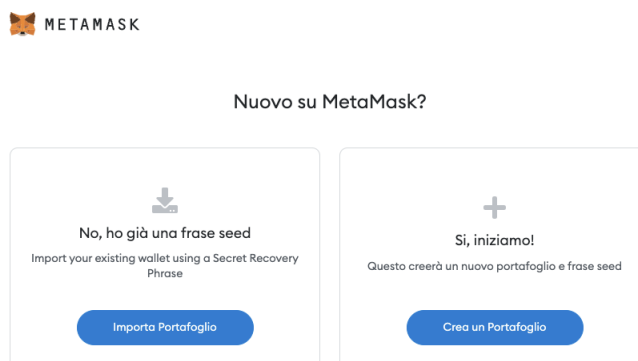 METAMASK
Nuovo su MetaMask?
No, ho già una frase seed
Import your existing wallet using a Secret Recovery
Phrase
Importa Portafoglio
Si, iniziamo!
Questo creerà un nuovo portafoglio e frase seed
Crea un Portafoglio